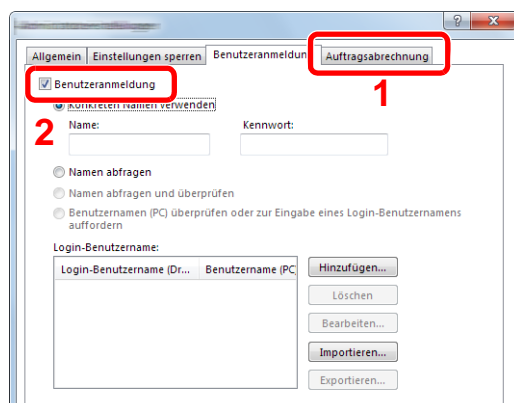 Allgemein Einstellungen sperren Benutzeranmeldun Auftragsabrechnung
Benutzeranmeldung
1
Konkreten Namen verwenden
2
Name: Kennwort:
Namen abfragen
Namen abfragen und überprüfen
Benutzernamen (PC) überprüfen oder zur Eingabe eines Login-Benutzernamens
auffordern
Login-Benutzername:
Login-Benutzername (Dr... Benutzername (PC) Hinzufügen...
Löschen
Bearbeiten...
Importieren...
Exportieren...